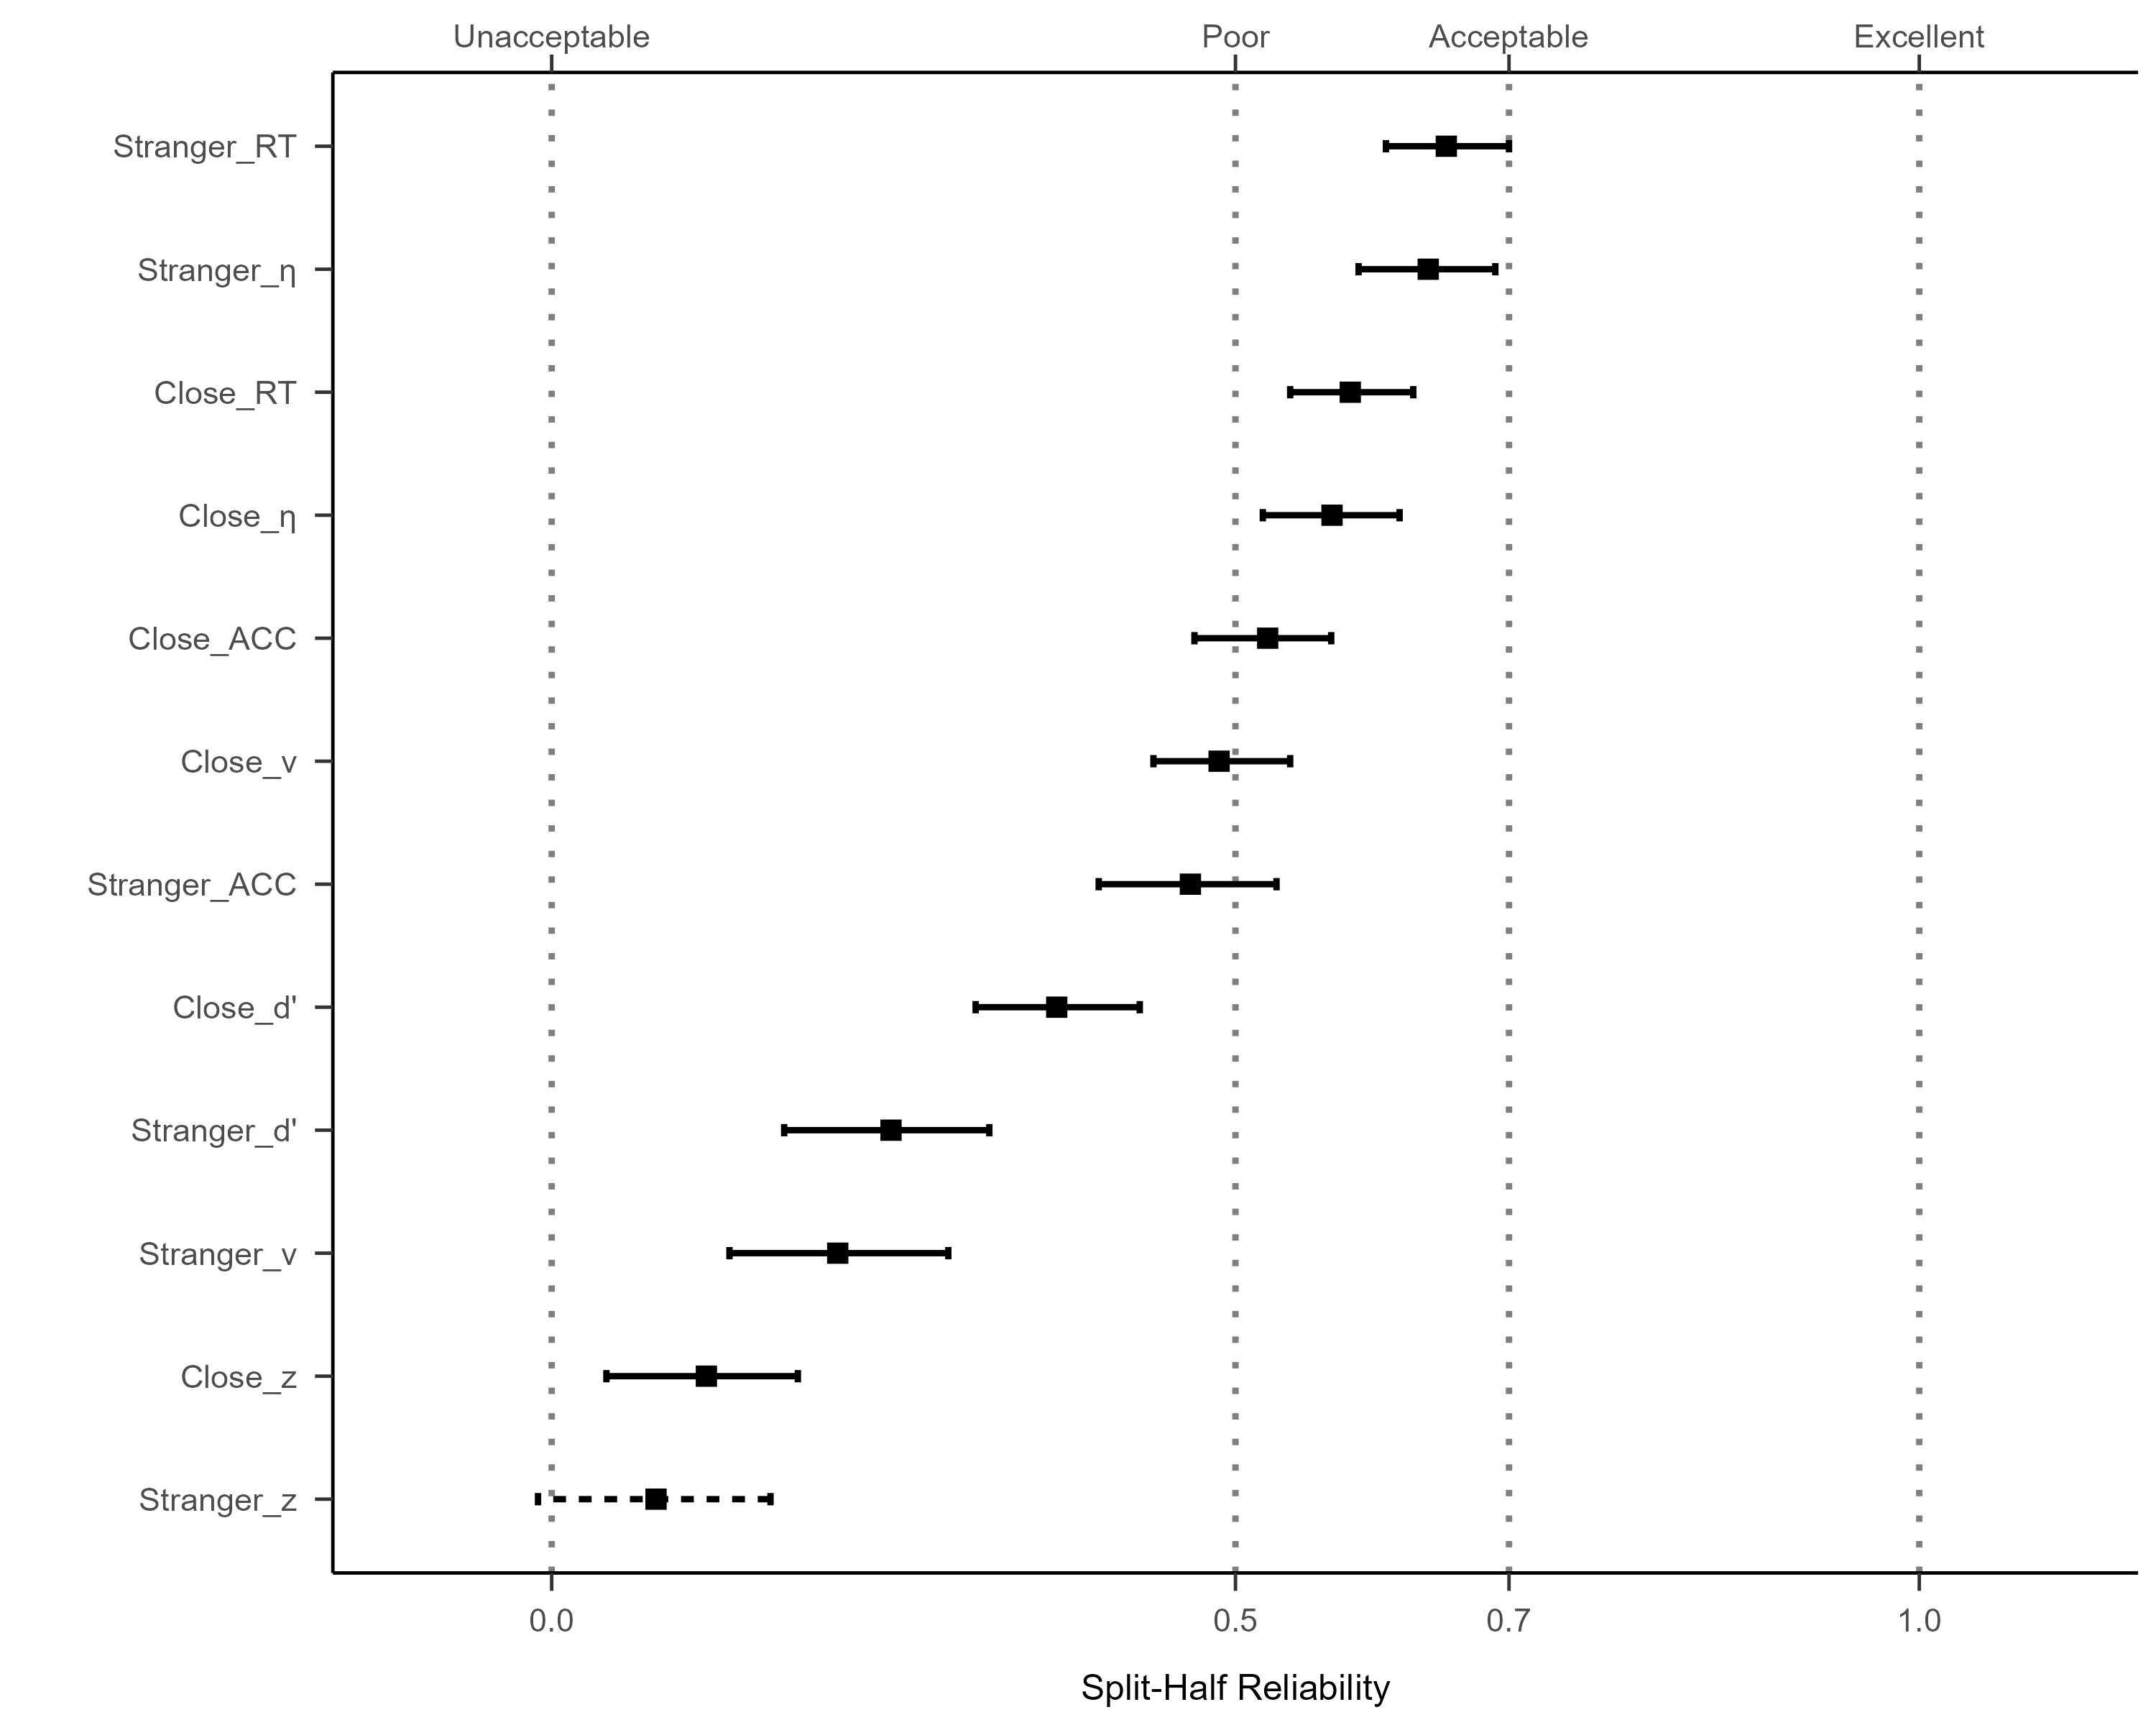 Unacceptable Poor Acceptable Excellent
Stranger_RT
Stranger_η
Close_RT
Close_η
Close_ACC
Close_v
Stranger_ACC
Close_d'
Stranger_d'
Stranger_v
Close_z
Stranger_z
0.0 0.5 0.7 1.0
Split-Half Reliability